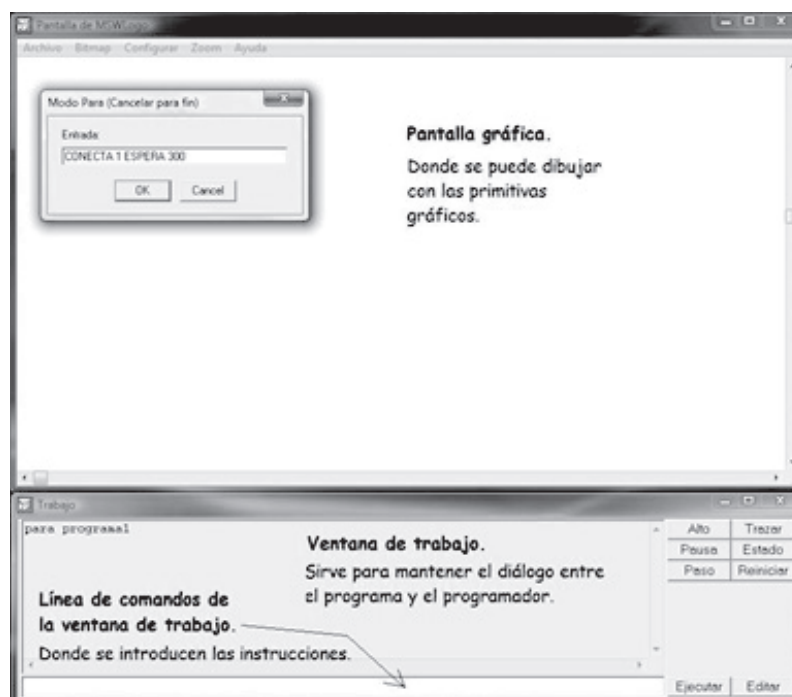 Pantalla de MSWLogo
Archivo Bitmap Configurar Zoom Ayuda
Modo Para (Cancelar para fin)
Entrada:
CONECTA 1 ESPERA 300
OK Cancel
Pantalla gráfica.
Donde se puede dibujar
con las primitivas
gráficos.
Trabajo
para programa1
Ventana de trabajo.
Sirve para mantener el diálogo entre
el programa y el programador.
Línea de comandos de
la ventana de trabajo.
Donde se introducen las instrucciones.
Alto Trazar
Pausa Estado
Paso Reiniciar
Ejecutar Editar